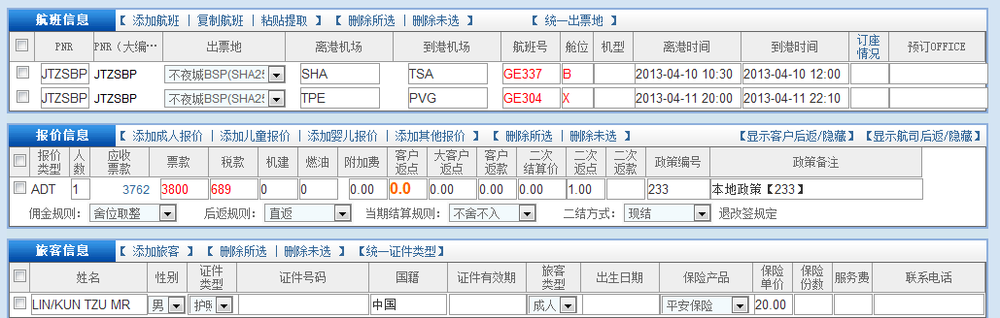 航班信息 【 添加航班 | 复制航班 | 粘贴提取 】 【 删除所选 | 删除未选 】 【 统一出票地 】
PNR PNR（大编… 出票地 离港机场 到港机场 航班号 舱位 机型 离港时间 到港时间 订座情况 预订OFFICE
JTZSBP JTZSBP 不夜城BSP(SHA25 SHA TSA GE337 B 2013-04-10 10:30 2013-04-10 12:00
JTZSBP JTZSBP 不夜城BSP(SHA25 TPE PVG GE304 X 2013-04-11 20:00 2013-04-11 22:10
报价信息 【 添加成人报价 | 添加儿童报价 | 添加婴儿报价 | 添加其他报价 】 【 删除所选 | 删除未选 】 【显示客户后返/隐藏】 【显示航司后返/隐藏】
报价类型 人数 应收票款 票款 税款 机建 燃油 附加费 客户返点 大客户返点 客户返款 二次结算价 二次返点 二次返款 政策编号 政策备注
ADT 1 3762 3800 689 0 0 0.00 0.0 0.00 0.00 0.00 1.00 233 本地政策【233】
佣金规则: 舍位取整 后返规则: 直返 当期结算规则: 不舍不入 二结方式: 现结 退改签规定
旅客信息 【 添加旅客 】 【 删除所选 | 删除未选 】 【统一证件类型】
姓名 性别 证件类型 证件号码 国籍 证件有效期 旅客类型 出生日期 保险产品 保险单价 保险份数 服务费 联系电话
LIN/KUN TZU MR 男 护照 中国 成人 平安保险 20.00